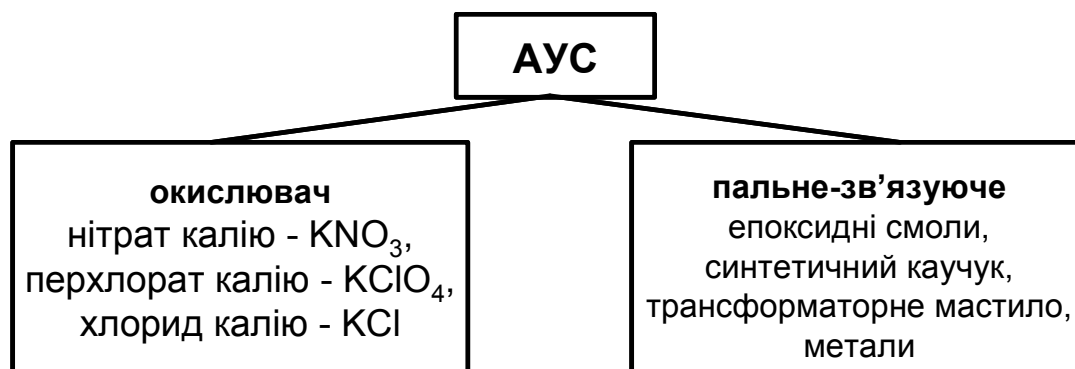 АУС
окислювач
нітрат калію - KNO₃,
перхлорат калію - KClO₄,
хлорид калію - KCl
пальне-зв’язуюче
епоксидні смоли,
синтетичний каучук,
трансформаторне мастило,
метали